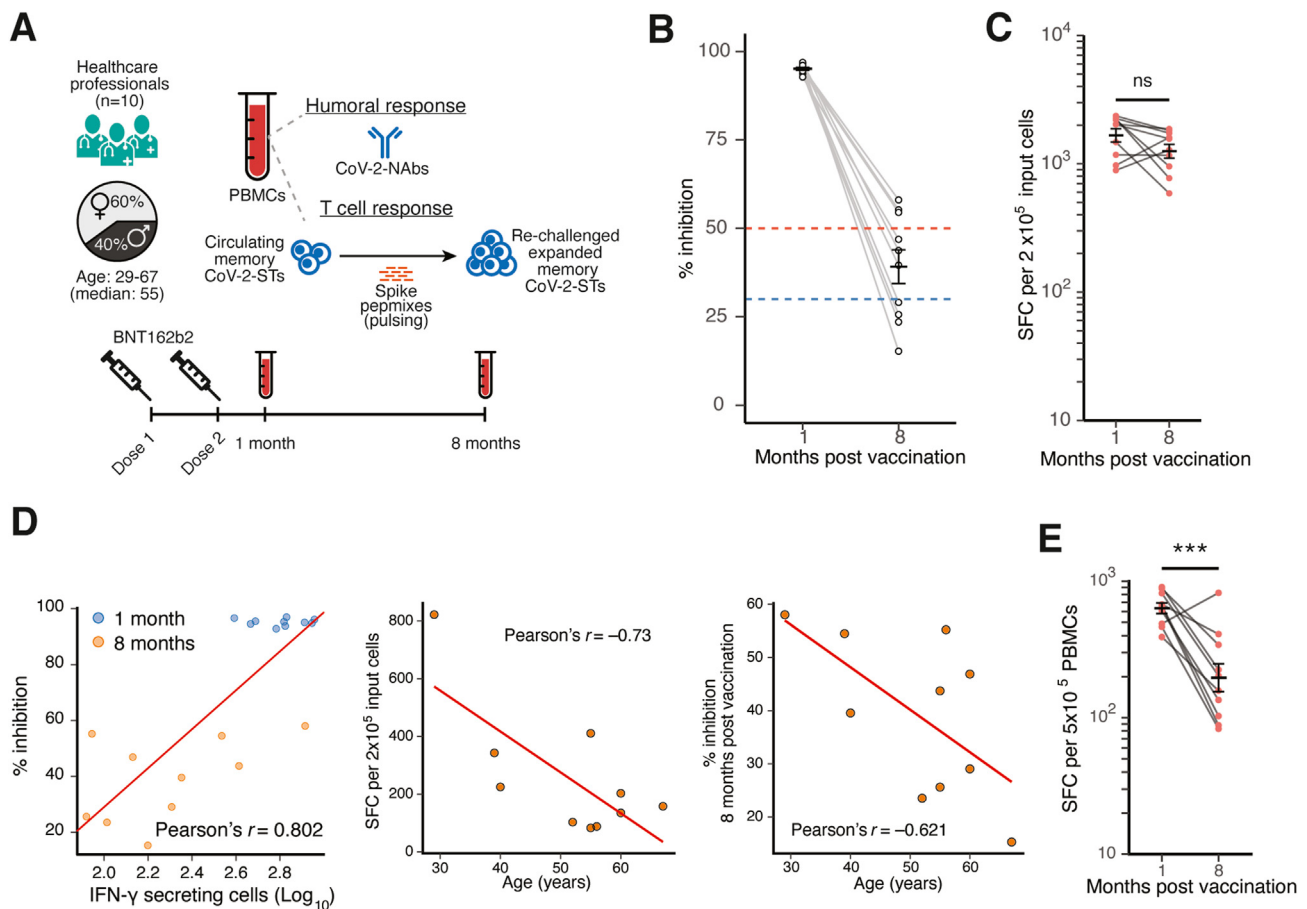 A
Healthcare
professionals
(n=10)
♀60%
40%♂
Age: 29-67
(median: 55)
PBMCs
Humoral response
CoV-2-NAbs
T cell response
Circulating
memory
CoV-2-STs
Spike
pepmixes
(pulsing)
Re-challenged
expanded
memory
CoV-2-STs
BNT162b2
Dose 1
Dose 2
1 month
8 months
B
% inhibition
100
75
50
25
0
1
8
Months post vaccination
C
SFC per 2 x10⁵ input cells
10⁴
10³
10²
10
ns
1
8
Months post vaccination
D
% inhibition
100
80
60
40
20
1 month
8 months
Pearson's r = 0.802
2.0
2.2
2.4
2.6
2.8
IFN-γ secreting cells (Log₁₀)
SFC per 2x10⁵ input cells
800
600
400
200
0
Pearson's r = –0.73
30
40
50
60
Age (years)
% inhibition
8 months post vaccination
60
50
40
30
20
Pearson's r = –0.621
30
40
50
60
Age (years)
E
SFC per 5x10⁵ PBMCs
10³
10²
10
***
1
8
Months post vaccination